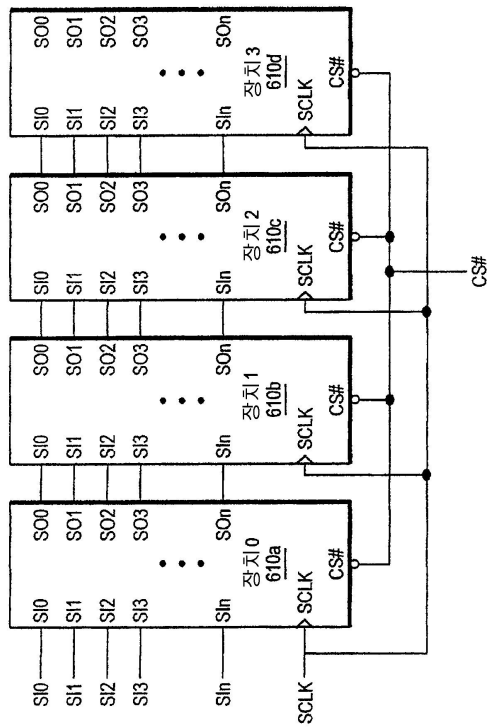 SI0
SI1
SI2
SI3
SIn
SCLK
SO0
SO1
SO2
SO3
SOn
장치0
610a
SCLK
CS#
SI0
SI1
SI2
SI3
SIn
SO0
SO1
SO2
SO3
SOn
장치1
610b
SCLK
CS#
SI0
SI1
SI2
SI3
SIn
SO0
SO1
SO2
SO3
SOn
장치2
610c
SCLK
CS#
SI0
SI1
SI2
SI3
SIn
SO0
SO1
SO2
SO3
SOn
장치3
610d
SCLK
CS#
SI0
SI1
SI2
SI3
SIn
SCLK
CS#